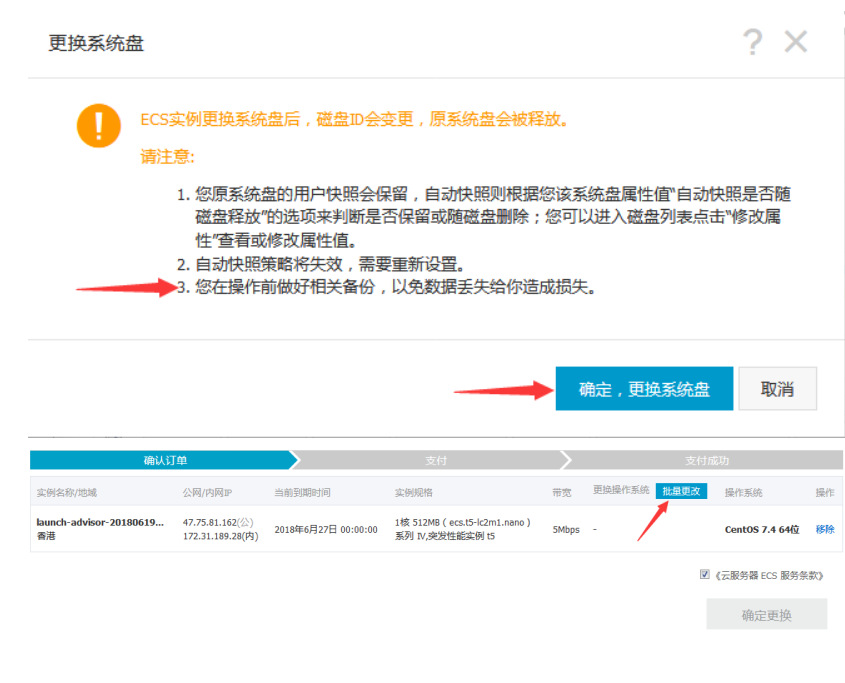 更换系统盘
ECS实例更换系统盘后，磁盘ID会变更，原系统盘会被释放。
请注意:
1. 您原系统盘的用户快照会保留，自动快照则根据您该系统盘属性值"自动快照是否随
磁盘释放"的选项来判断是否保留或随磁盘删除；您可以进入磁盘列表点击"修改属
性"查看或修改属性值。
2. 自动快照策略将失效，需要重新设置。
3. 您在操作前做好相关备份，以免数据丢失给你造成损失。
确定，更换系统盘 取消
确认订单 支付 支付成功
实例名称/地域 公网/内网IP 当前到期时间 实例规格 带宽 更换操作系统 批量更改 操作系统 操作
launch-advisor-20180619... 47.75.81.162(公) 2018年6月27日 00:00:00 1核 512MB ( ecs.t5-lc2m1.nano ) 5Mbps - CentOS 7.4 64位 移除
香港 172.31.189.28(内) 系列 IV,突发性能实例 t5
《云服务器 ECS 服务条款》
确定更换